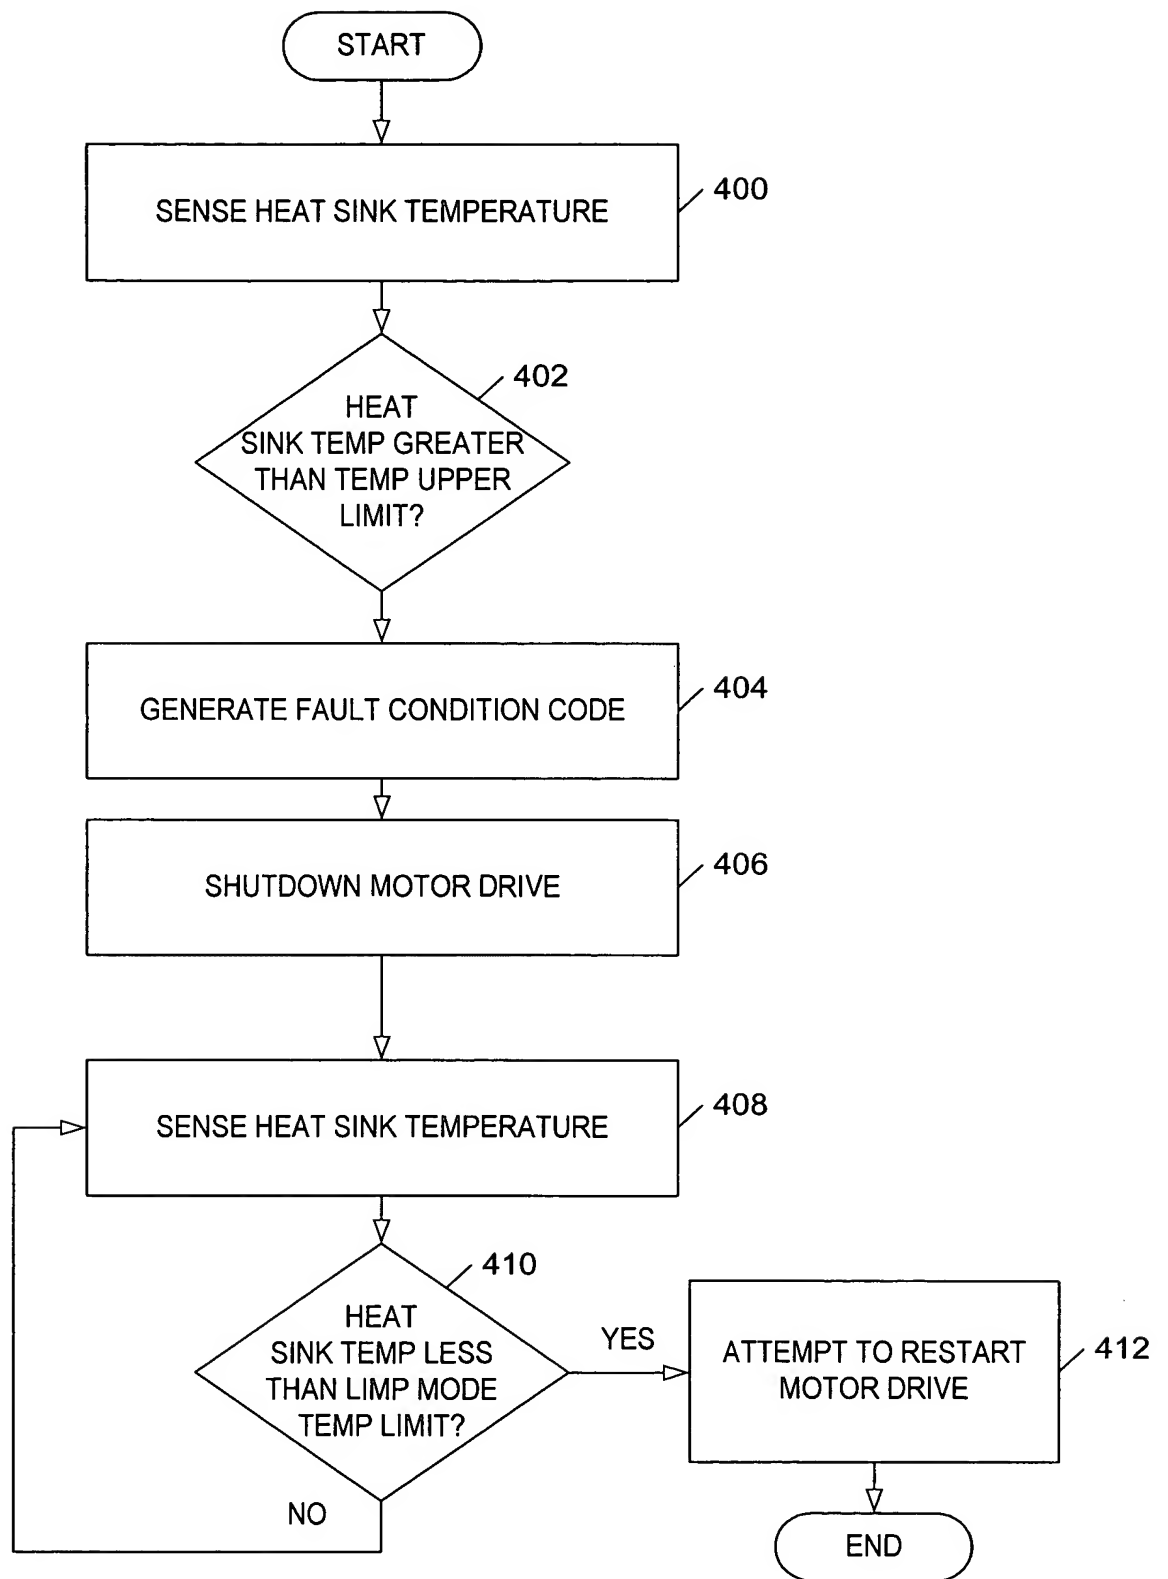 START
SENSE HEAT SINK TEMPERATURE
400
402
HEAT
SINK TEMP GREATER
THAN TEMP UPPER
LIMIT?
GENERATE FAULT CONDITION CODE
404
SHUTDOWN MOTOR DRIVE
406
SENSE HEAT SINK TEMPERATURE
408
410
HEAT
SINK TEMP LESS
THAN LIMP MODE
TEMP LIMIT?
YES
ATTEMPT TO RESTART
MOTOR DRIVE
412
NO
END